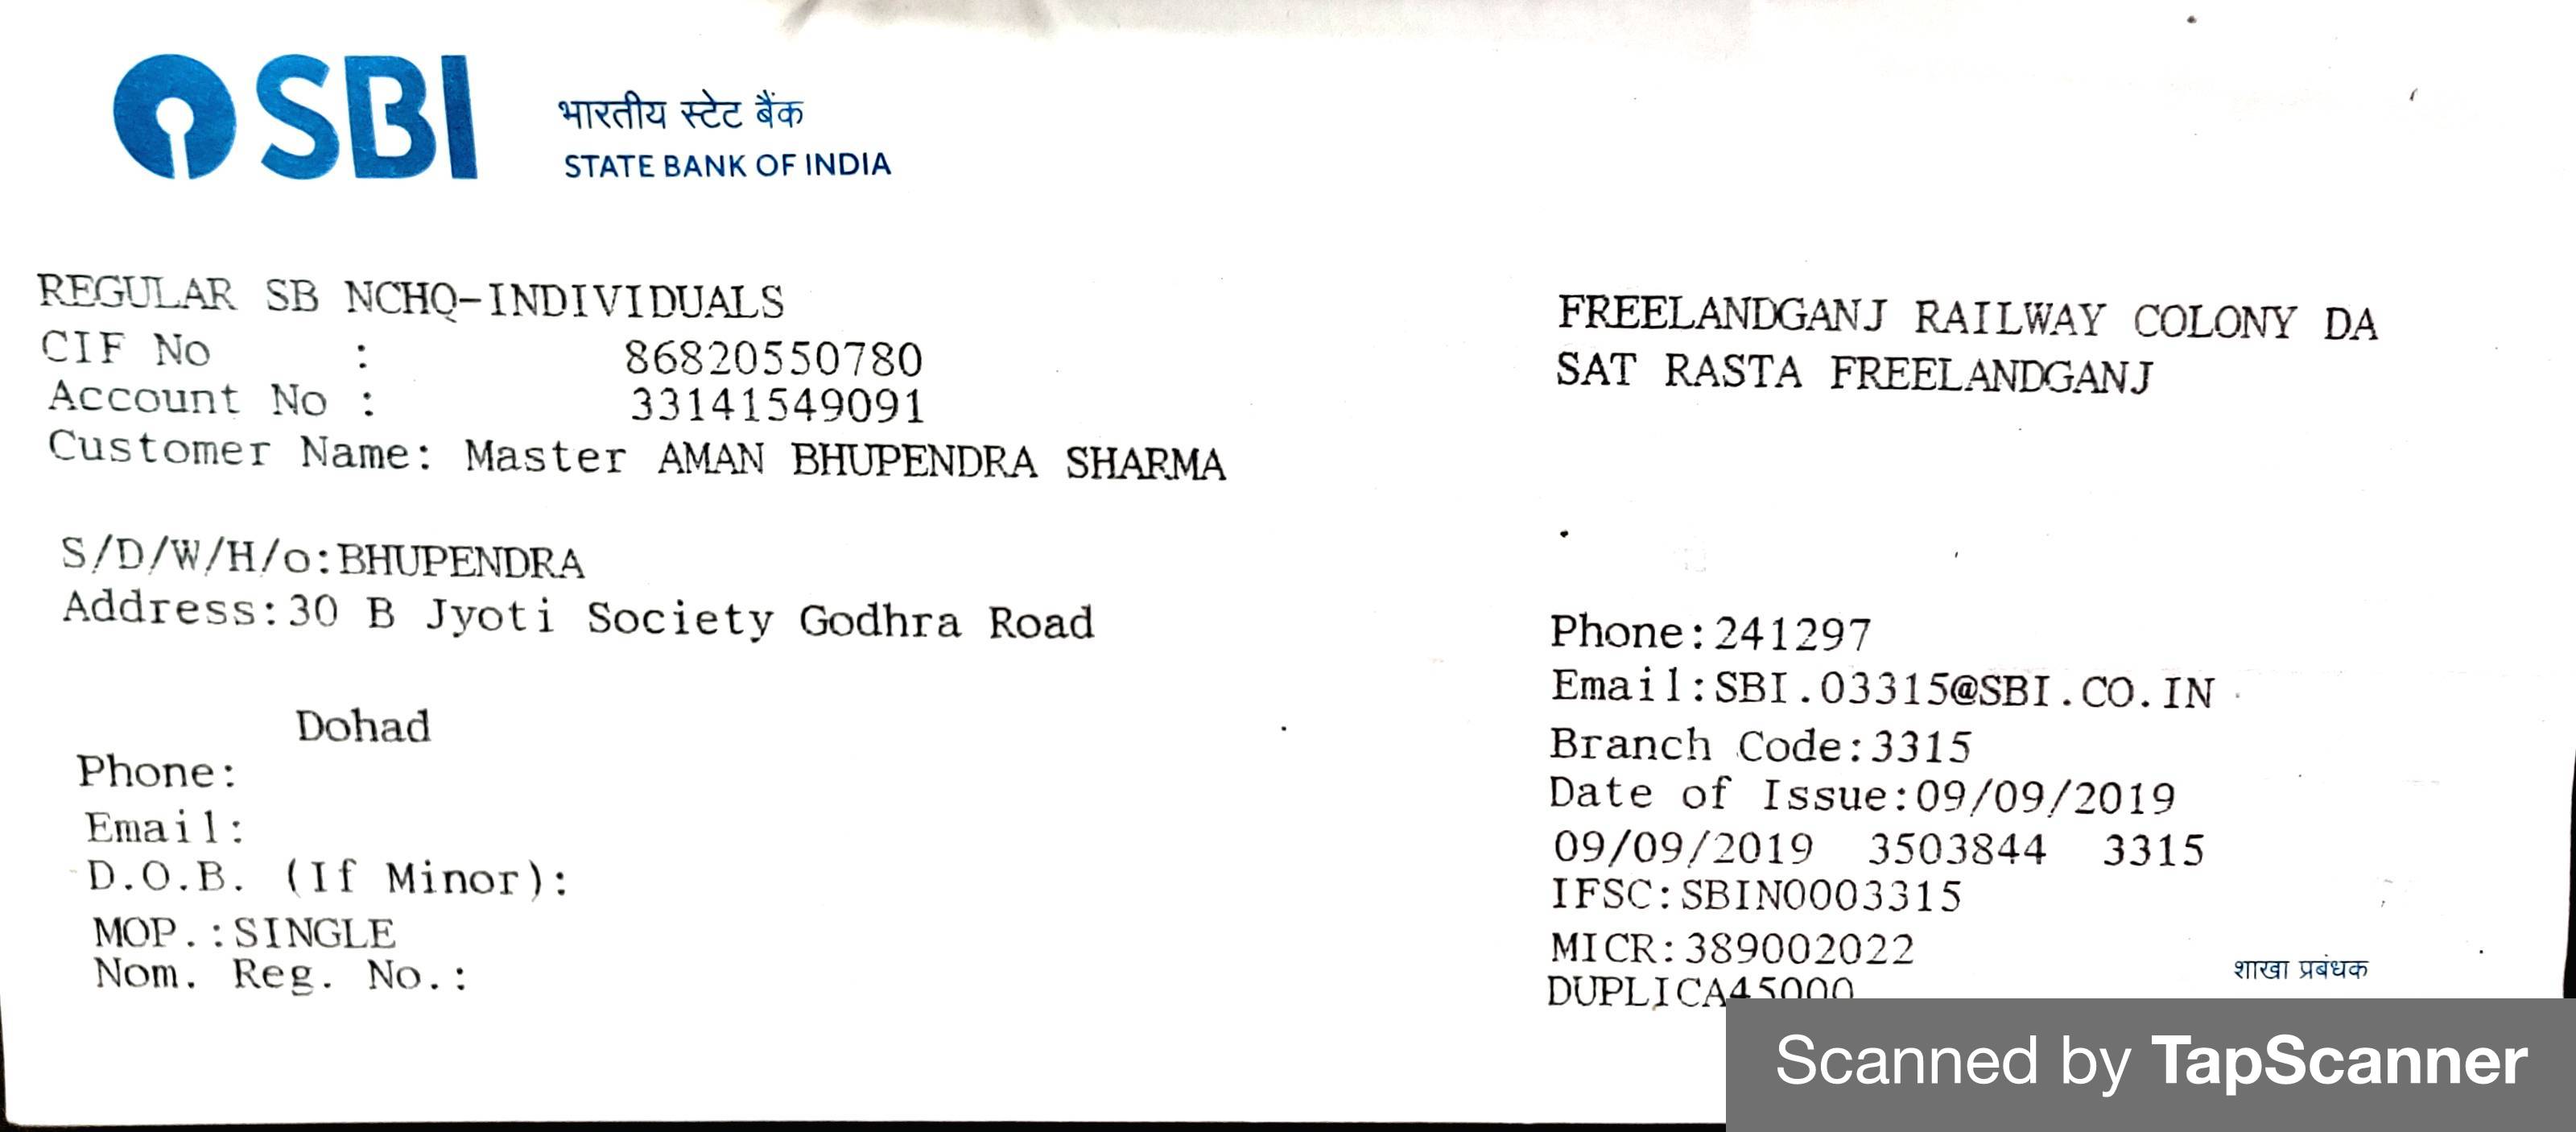 SBI
भारतीय स्टेट बैंक
STATE BANK OF INDIA
REGULAR SB NCHQ-INDIVIDUALS
CIF No : 86820550780
Account No : 33141549091
Customer Name: Master AMAN BHUPENDRA SHARMA
S/D/W/H/o:BHUPENDRA
Address:30 B Jyoti Society Godhra Road
Dohad
Phone:
Email:
D.O.B. (If Minor):
MOP.:SINGLE
Nom. Reg. No.:
FREELANDGANJ RAILWAY COLONY DA
SAT RASTA FREELANDGANJ
Phone:241297
Email:SBI.03315@SBI.CO.IN
Branch Code:3315
Date of Issue:09/09/2019
09/09/2019 3503844 3315
IFSC:SBIN0003315
MICR:389002022
DUPLICA45000
शाखा प्रबंधक
Scanned by TapScanner